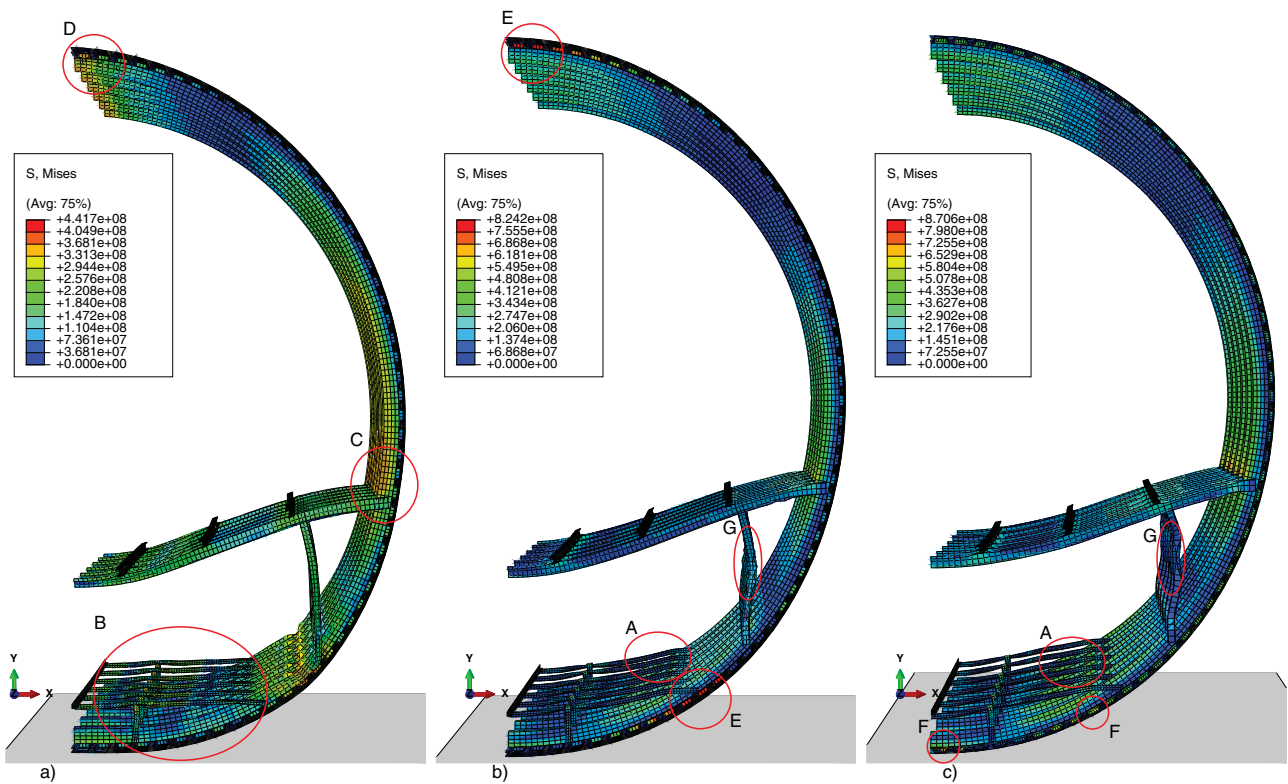 D
S, Mises
(Avg: 75%)
+4.417e+08
+4.049e+08
+3.681e+08
+3.313e+08
+2.944e+08
+2.576e+08
+2.208e+08
+1.840e+08
+1.472e+08
+1.104e+08
+7.361e+07
+3.681e+07
+0.000e+00
C
B
Y
X
a)
E
S, Mises
(Avg: 75%)
+8.242e+08
+7.555e+08
+6.868e+08
+6.181e+08
+5.495e+08
+4.808e+08
+4.121e+08
+3.434e+08
+2.747e+08
+2.060e+08
+1.374e+08
+6.868e+07
+0.000e+00
G
A
Y
X
E
b)
S, Mises
(Avg: 75%)
+8.706e+08
+7.980e+08
+7.255e+08
+6.529e+08
+5.804e+08
+5.078e+08
+4.353e+08
+3.627e+08
+2.902e+08
+2.176e+08
+1.451e+08
+7.255e+07
+0.000e+00
G
A
Y
X
F
F
c)